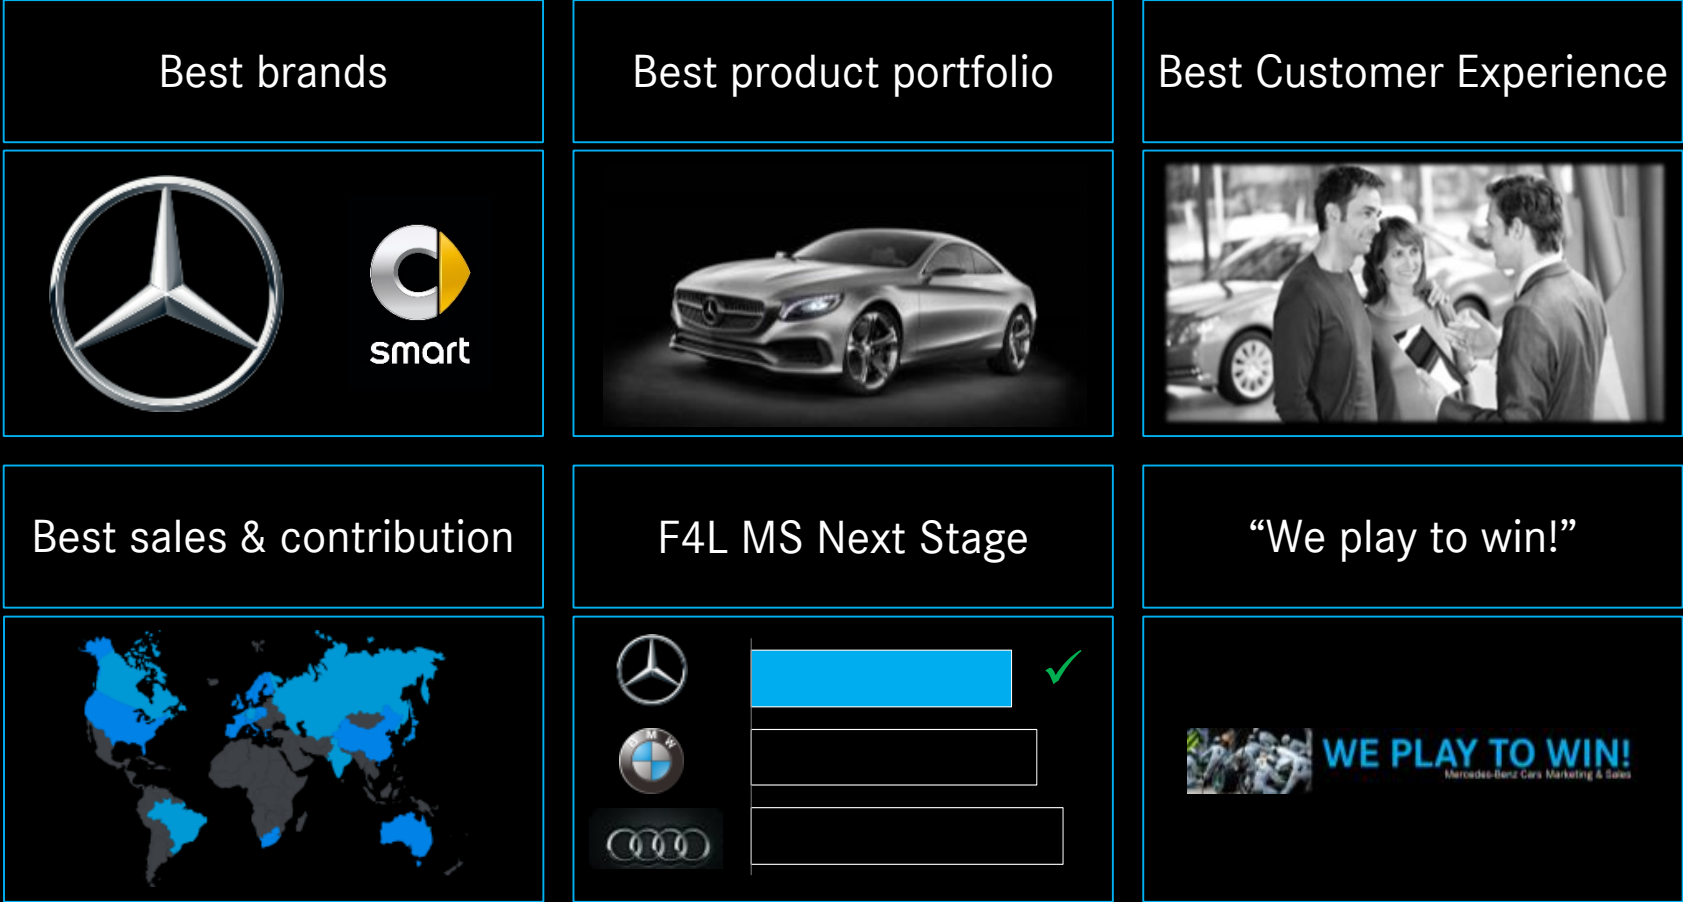 Best brands
Best product portfolio
Best Customer Experience
smart
Best sales & contribution
F4L MS Next Stage
“We play to win!”
BMW
WE PLAY TO WIN!
Mercedes-Benz Cars Marketing & Sales